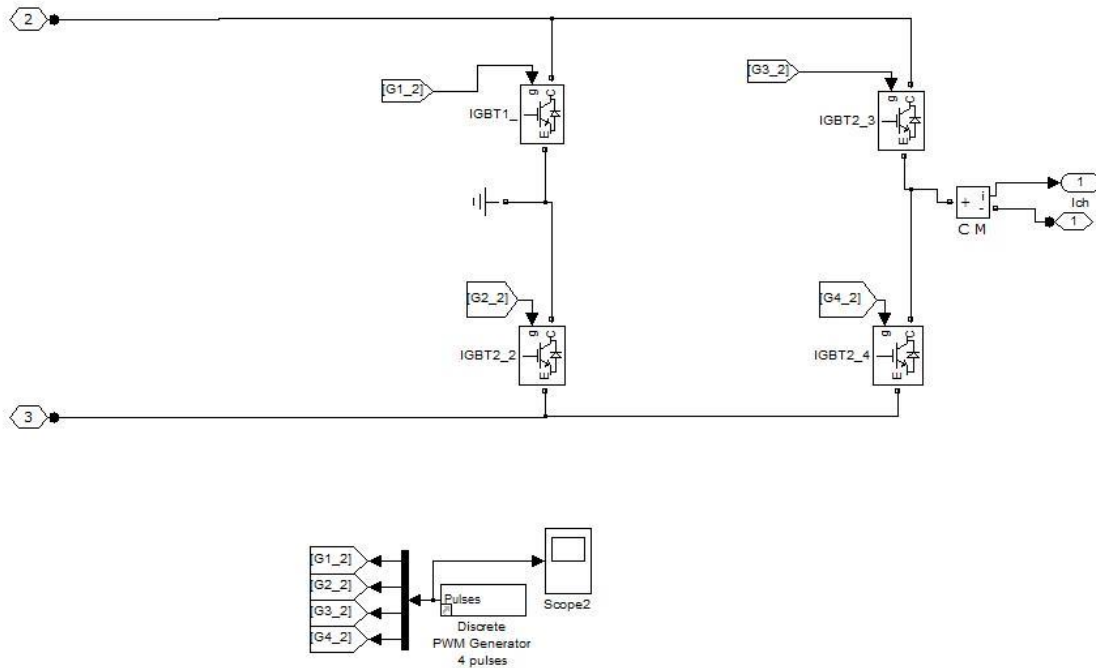 2
[G1_2]
g
C
E
IGBT1_
[G3_2]
g
C
E
IGBT2_3
+
i
-
C M
1
Ich
1
[G2_2]
g
C
E
IGBT2_2
[G4_2]
g
C
E
IGBT2_4
3
[G1_2]
[G2_2]
[G3_2]
[G4_2]
Pulses
Discrete
PWM Generator
4 pulses
Scope2